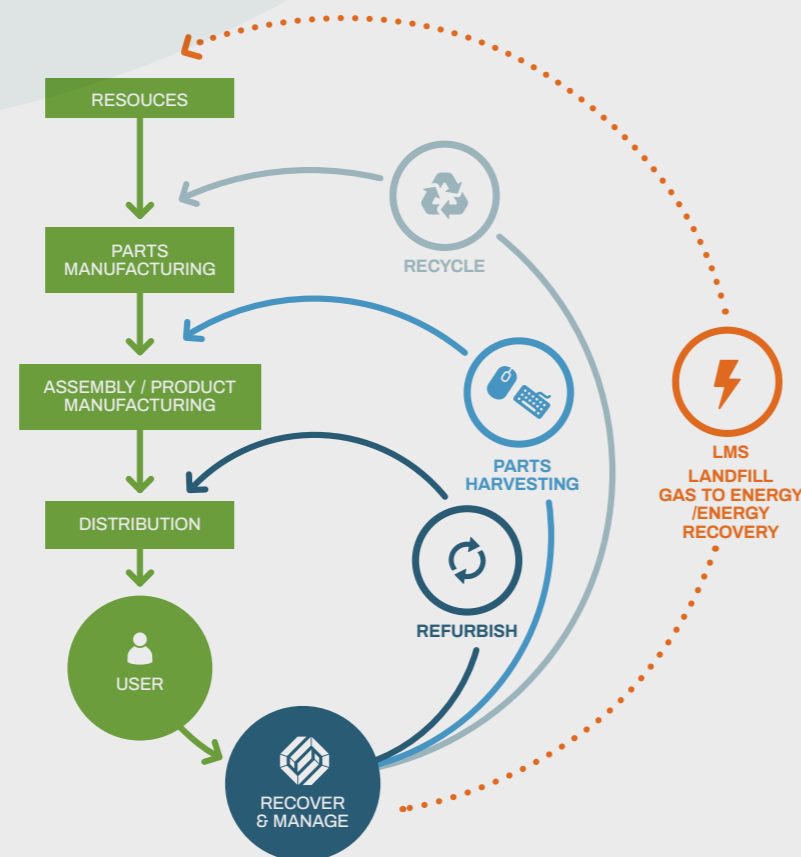 RESOUCES
PARTS
MANUFACTURING
ASSEMBLY / PRODUCT
MANUFACTURING
DISTRIBUTION
USER
RECOVER
& MANAGE
RECYCLE
PARTS
HARVESTING
REFURBISH
LMS
LANDFILL
GAS TO ENERGY
/ENERGY
RECOVERY